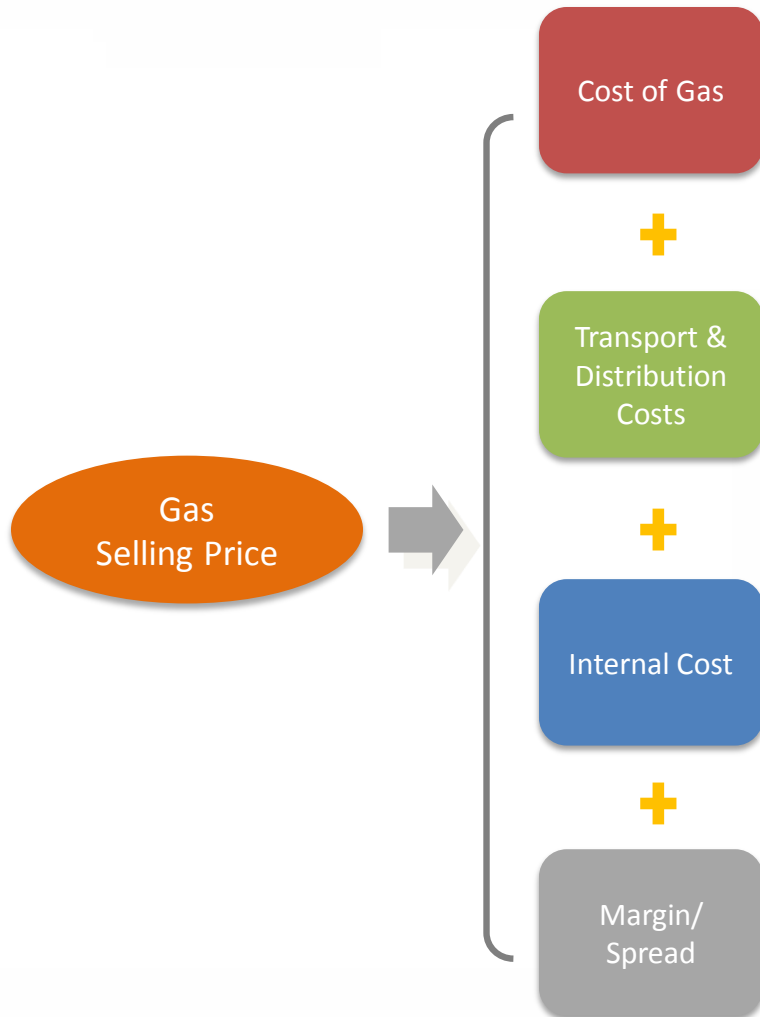 Cost of Gas
Transport &
Distribution
Costs
Gas
Selling Price
Internal Cost
Margin/
Spread